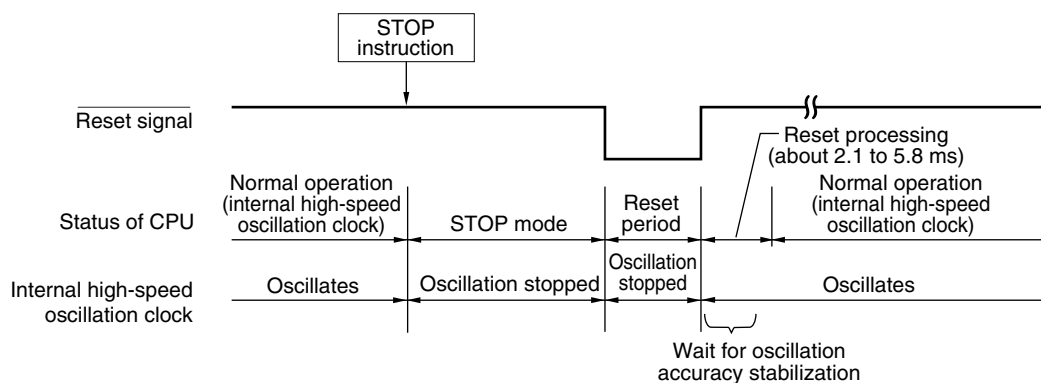 STOP
instruction
Reset signal
Reset processing
(about 2.1 to 5.8 ms)
Status of CPU
Normal operation
(internal high-speed
oscillation clock)
STOP mode
Reset
period
Normal operation
(internal high-speed
oscillation clock)
Internal high-speed
oscillation clock
Oscillates
Oscillation stopped
Oscillation
stopped
Oscillates
Wait for oscillation
accuracy stabilization